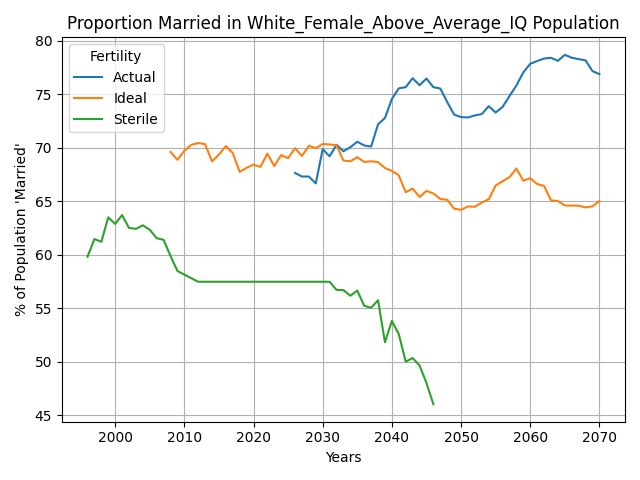 Proportion Married in White_Female_Above_Average_IQ Population
80
75
70
65
60
55
50
45
% of Population 'Married'
Fertility
Actual
Ideal
Sterile
2000 2010 2020 2030 2040 2050 2060 2070
Years